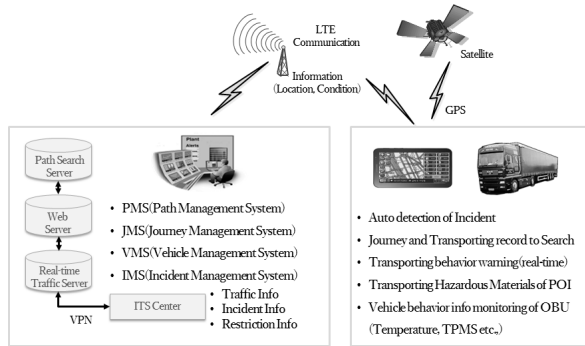 LTE
Communication
Information
(Location, Condition)
Satellite
GPS
Plant
Alerts
Path Search
Server
Web
Server
Real-time
Traffic Server
VPN
ITS Center
• PMS(Path Management System)
• JMS(Journey Management System)
• VMS(Vehicle Management System)
• IMS(Incident Management System)
• Traffic Info
• Incident Info
• Restriction Info
• Auto detection of Incident
• Journey and Transporting record to Search
• Transporting behavior warning(real-time)
• Transporting Hazardous Materials of POI
• Vehicle behavior info monitoring of OBU
(Temperature, TPMS etc.,)